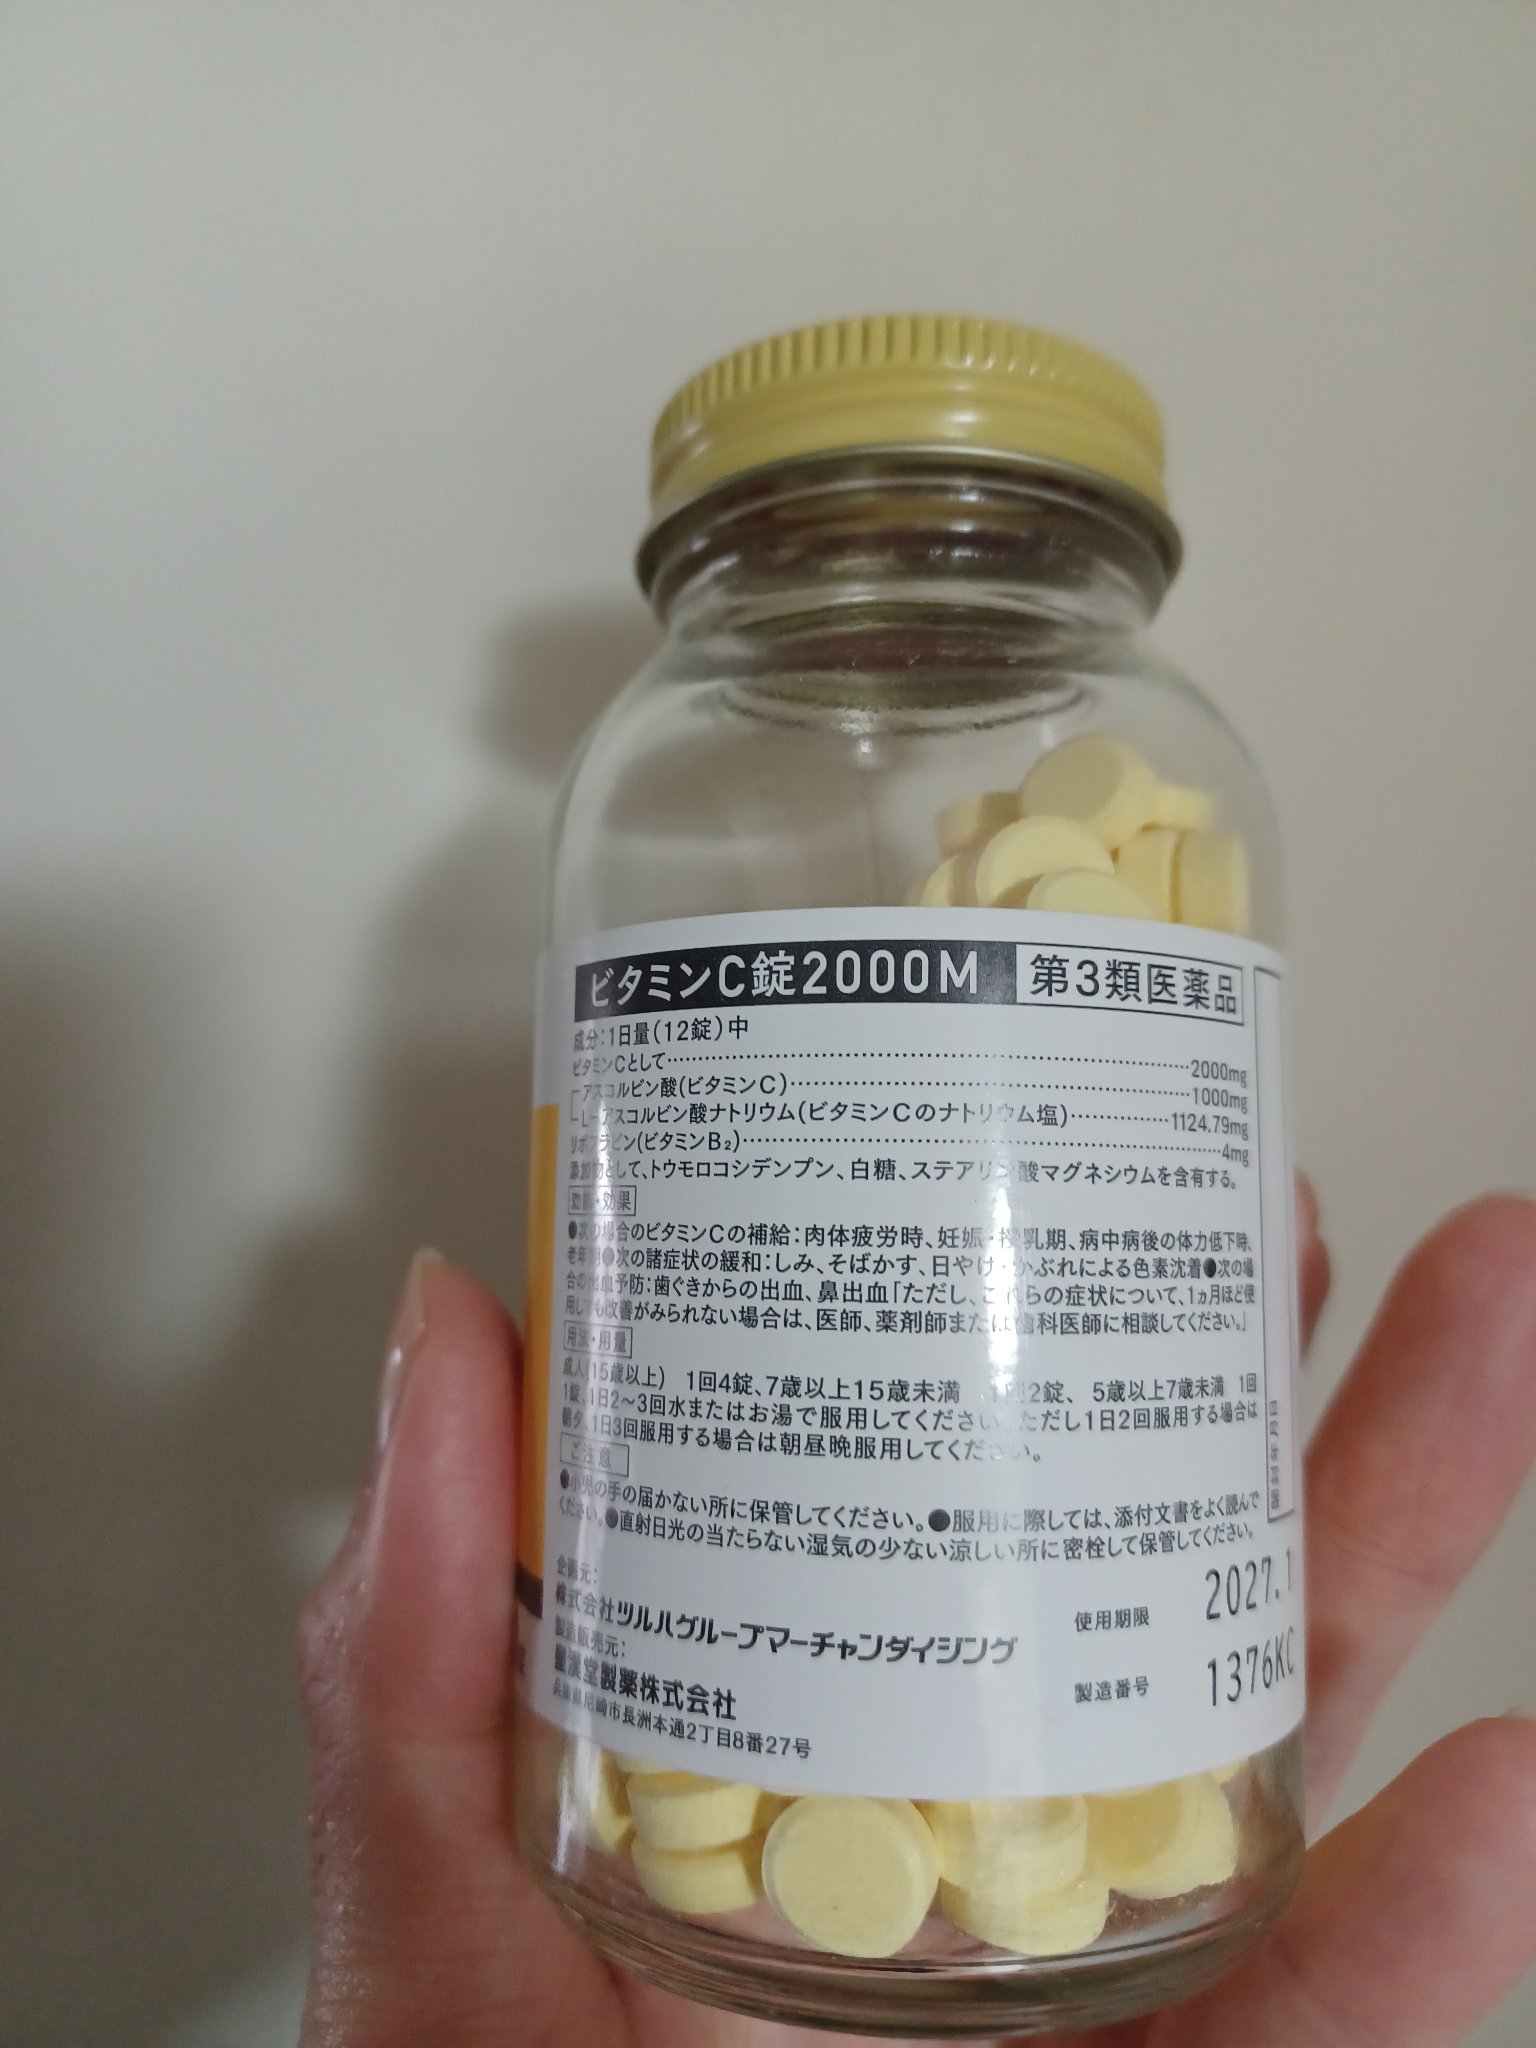 ビタミンC錠2000M 第3類医薬品
成分：1日量（12錠）中
ビタミンCとして……2000mg
アスコルビン酸(ビタミンC)……1000mg
L-アスコルビン酸ナトリウム(ビタミンCのナトリウム塩)……1124.79mg
リボフラビン(ビタミンB₂)……4mg
添加物として、トウモロコシデンプン、白糖、ステアリン酸マグネシウムを含有する。
効能・効果
●次の場合のビタミンCの補給：肉体疲労時、妊娠・授乳期、病中病後の体力低下時、
老年期●次の諸症状の緩和：しみ、そばかす、日やけ・かぶれによる色素沈着●次の場
合の出血予防：歯ぐきからの出血、鼻出血「ただし、これらの症状について、1ヵ月ほど使
用しても改善がみられない場合は、医師、薬剤師または歯科医師に相談してください。」
用法・用量
成人(15歳以上) 1回4錠、7歳以上15歳未満 1回2錠、5歳以上7歳未満 1回
1錠、1日2～3回水またはお湯で服用してください。ただし1日2回服用する場合は
朝夕、1日3回服用する場合は朝昼晩服用してください。
ご注意
●小児の手の届かない所に保管してください。●服用に際しては、添付文書をよく読んで
ください。●直射日光の当たらない湿気の少ない涼しい所に密栓して保管してください。
企画元：
株式会社ツルハグループマーチャンダイジング
製造販売元：
製薬株式会社
兵庫県尼崎市長洲本通2丁目8番27号
使用期限 2027.1
製造番号 1376KC